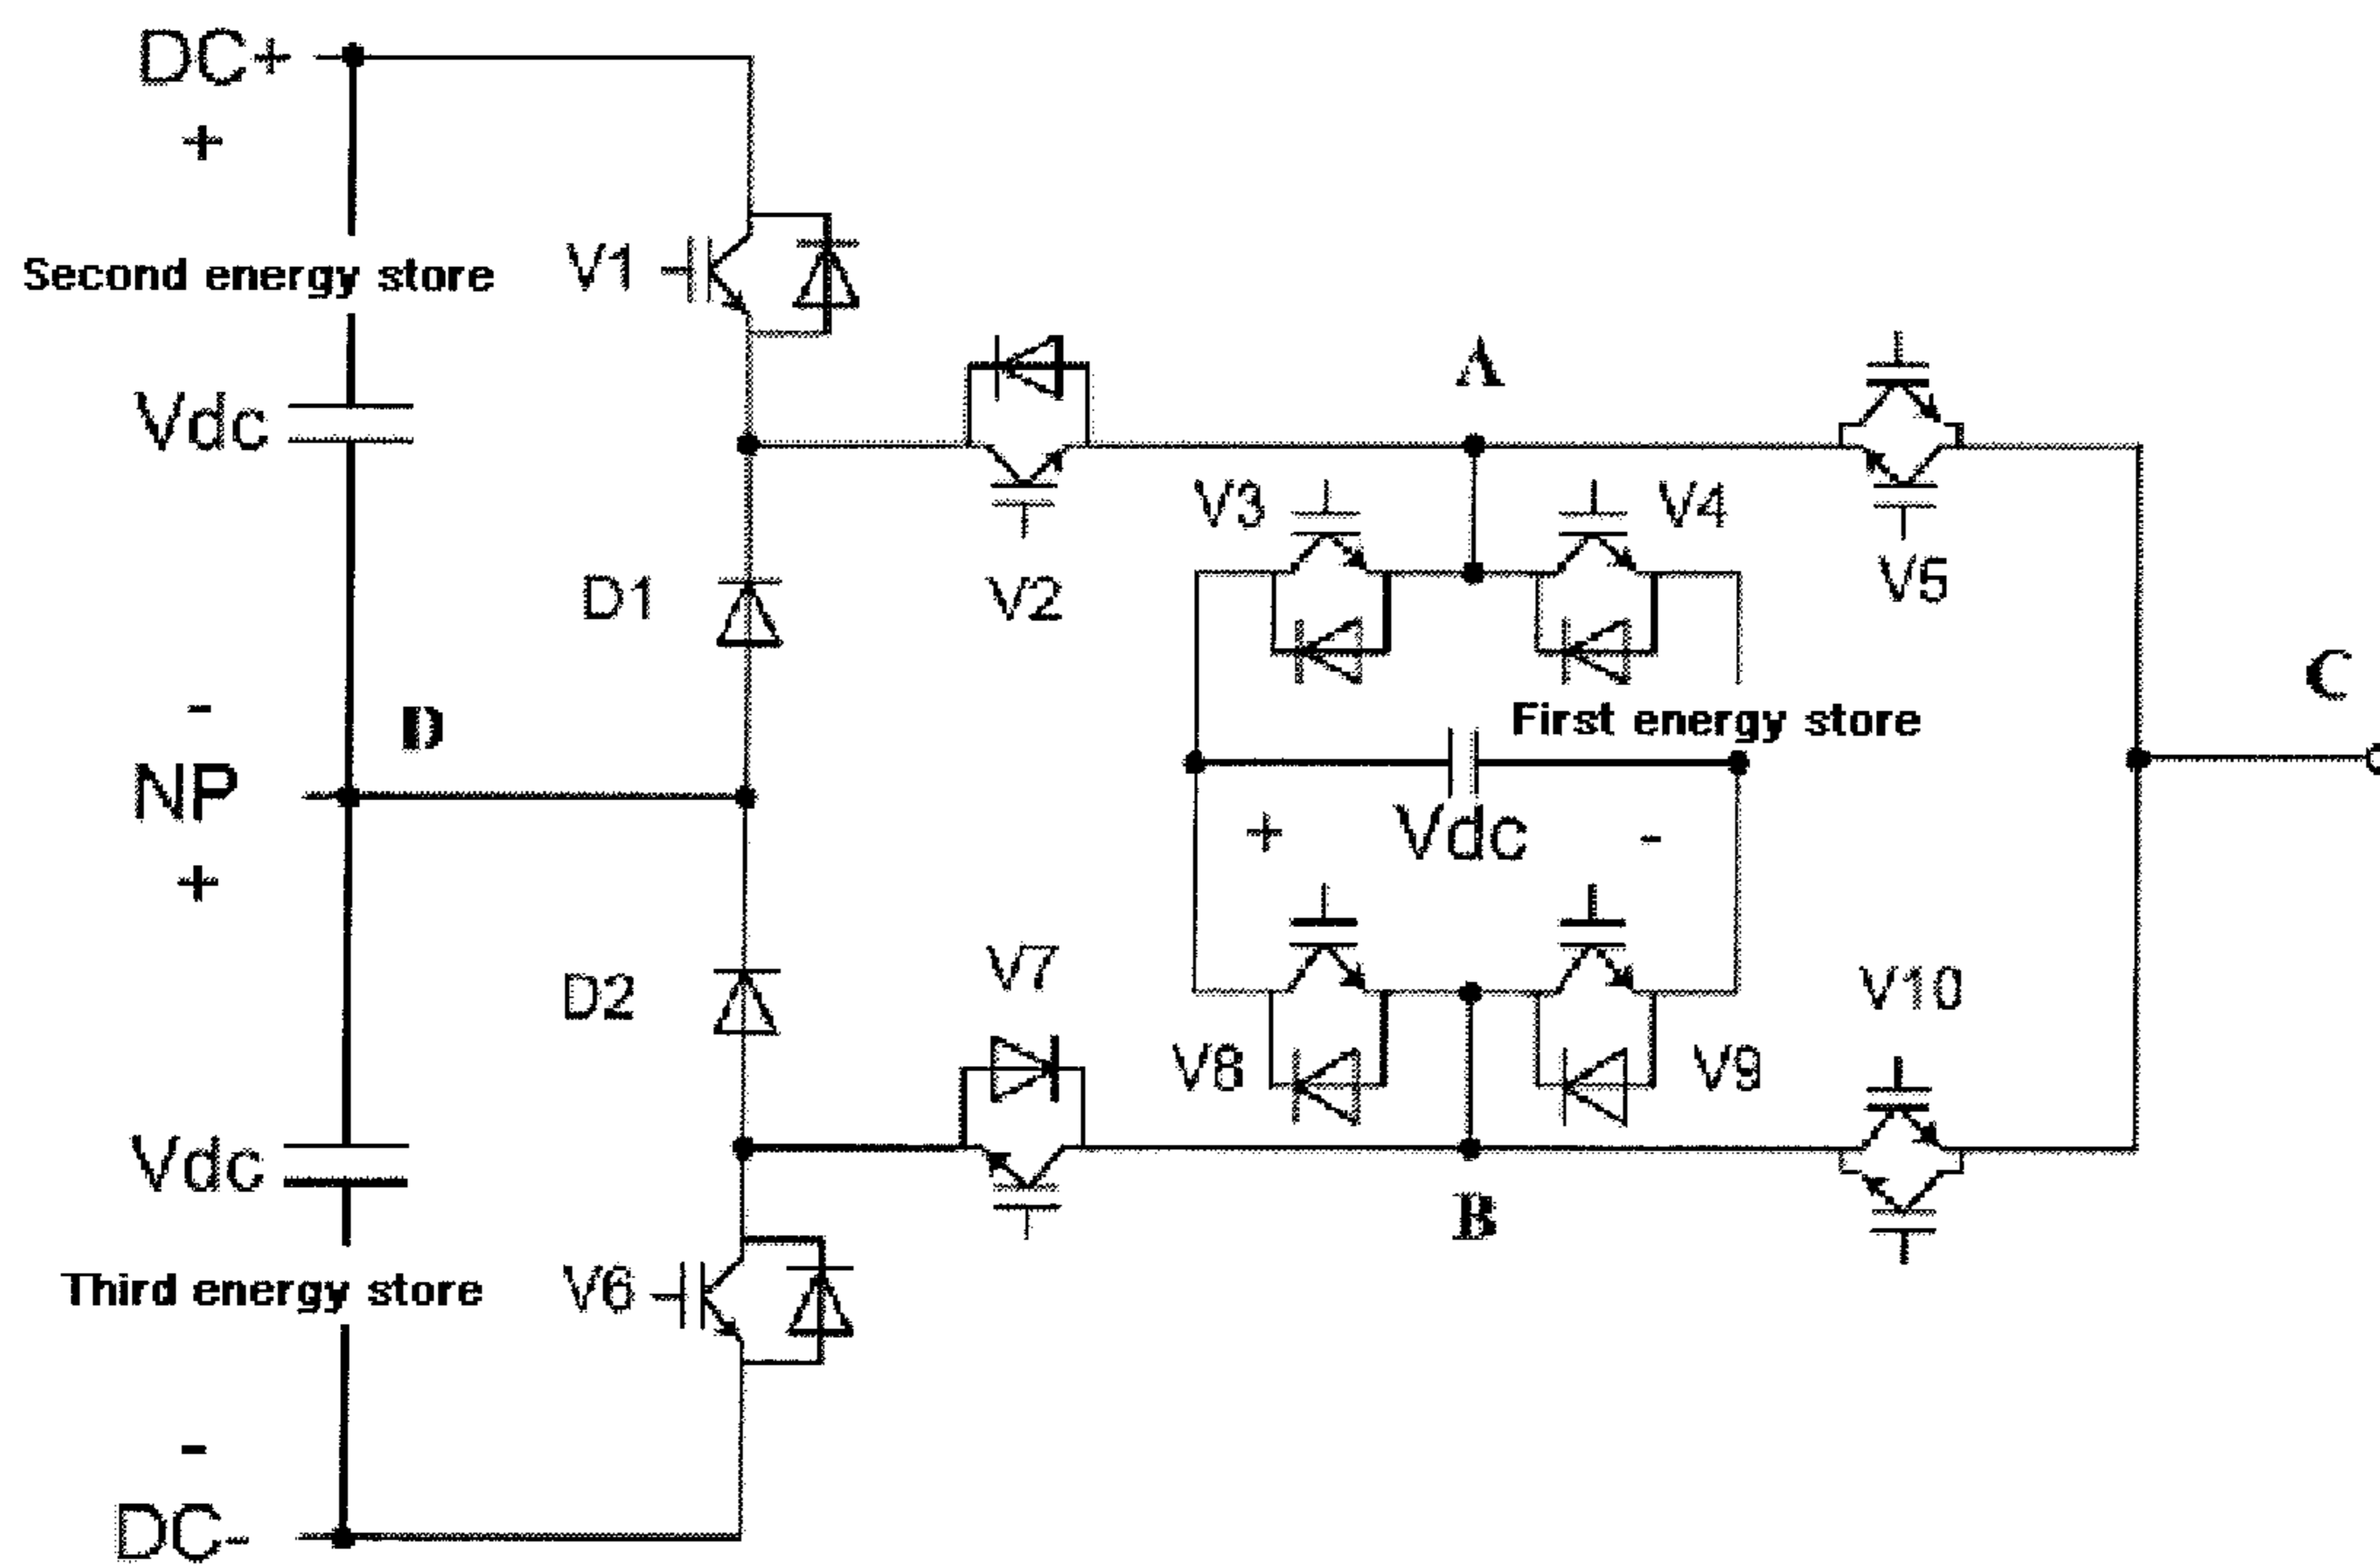 DC+
+
Second energy store
V1
Vdc
A
V3
V4
V2
V5
D1
-
D
NP
+
First energy store
C
+
Vdc
-
D2
V7
V8
V9
V10
Vdc
B
Third energy store
V6
-
DC-